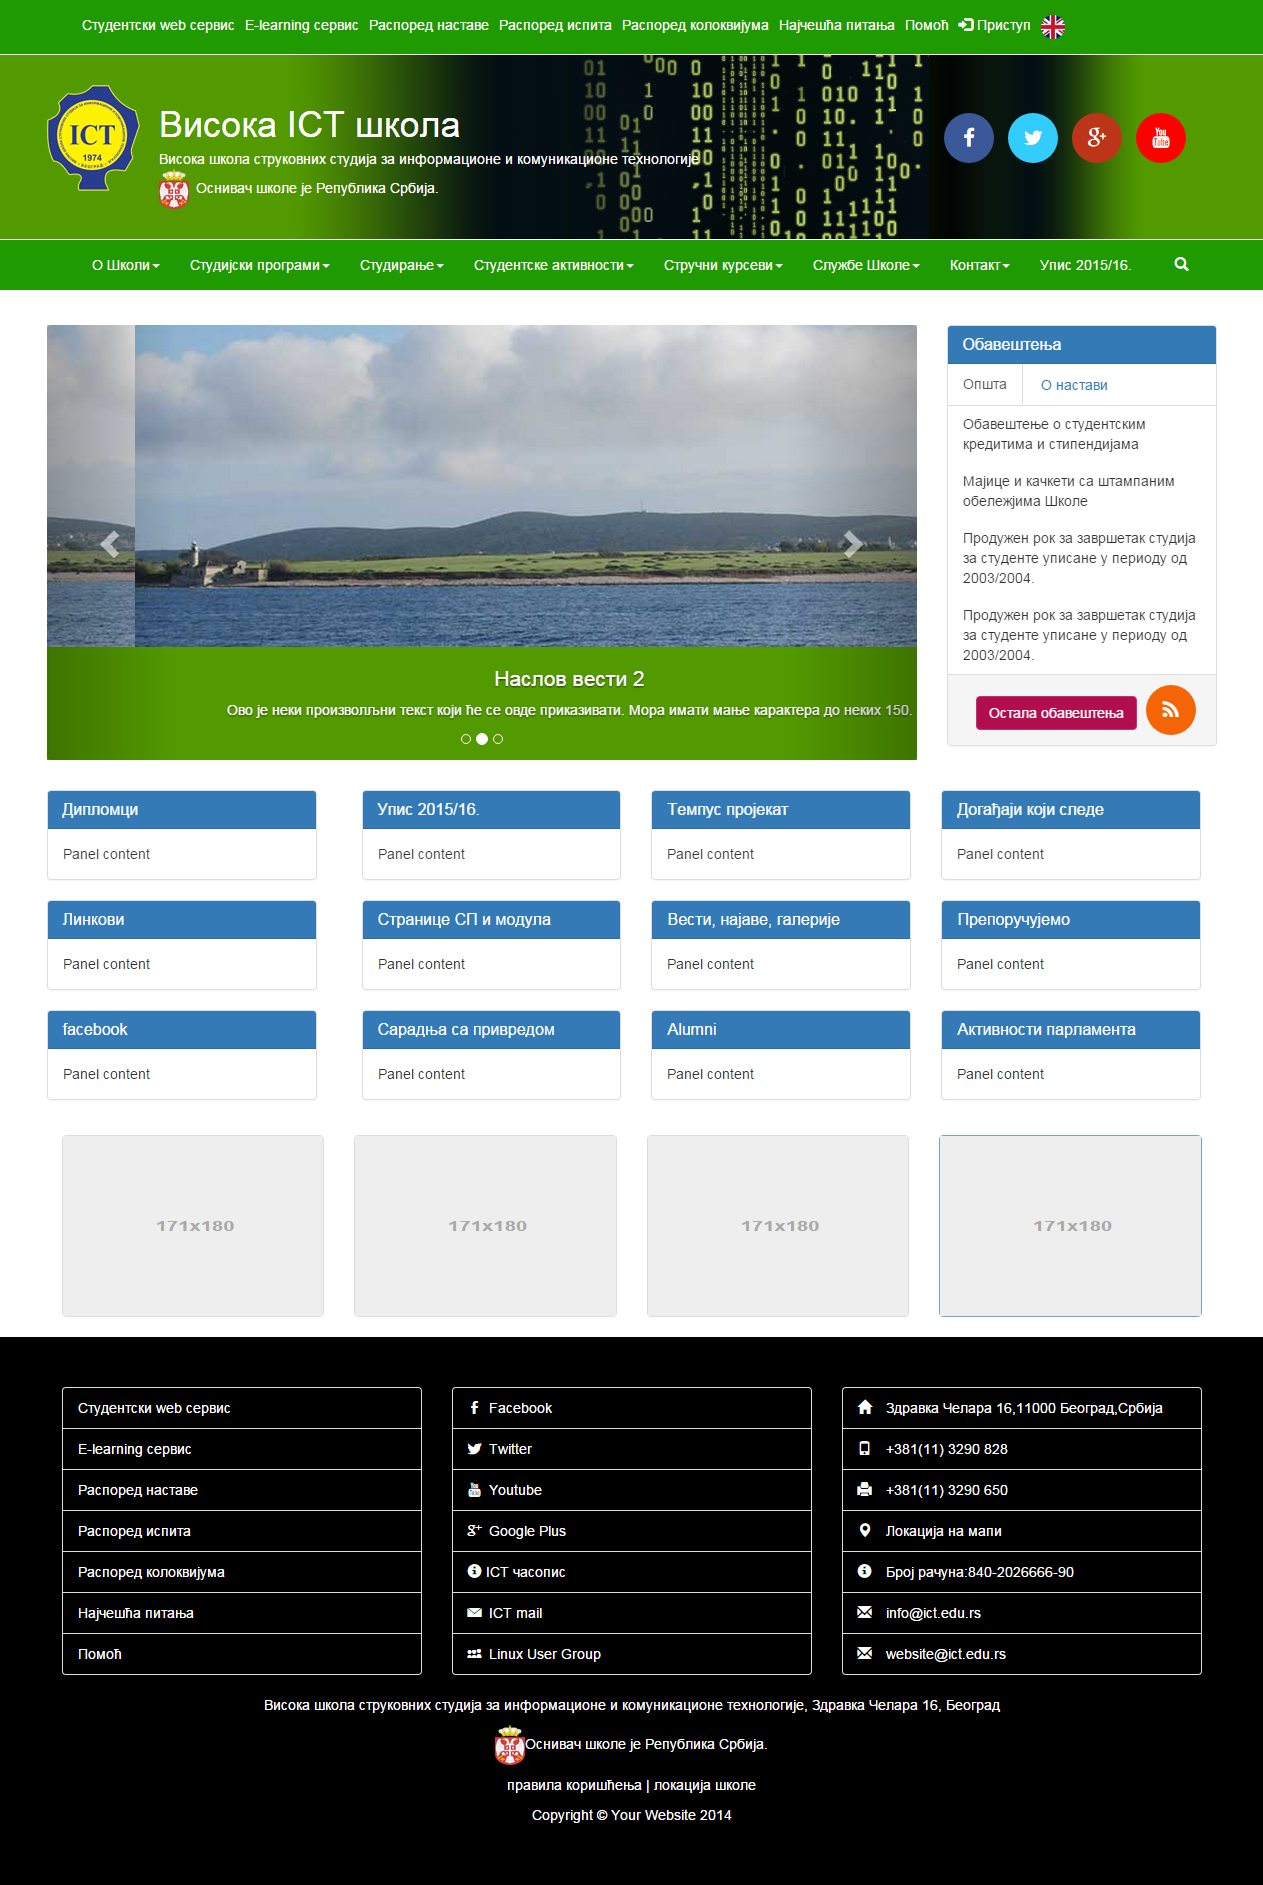 Студентски web сервис E-learning сервис Распоред наставе Распоред испита Распоред колоквијума Најчешћа питања Помоћ Приступ
ICT
1974
Висока ICT школа
Висока школа струковних студија за информационе и комуникационе технологије
Оснивач школе је Република Србија.
You Tube
О Школи Студијски програми Студирање Студентске активности Стручни курсеви Службе Школе Контакт Упис 2015/16.
Наслов вести 2
Ово је неки произвољни текст који ће се овде приказивати. Мора имати мање карактера до неких 150.
Обавештења
Општа О настави
Обавештење о студентским
кредитима и стипендијама
Мајице и качкети са штампаним
обележјима Школе
Продужен рок за завршетак студија
за студенте уписане у периоду од
2003/2004.
Продужен рок за завршетак студија
за студенте уписане у периоду од
2003/2004.
Остала обавештења
Дипломци Упис 2015/16. Темпус пројекат Догађаји који следе
Panel content Panel content Panel content Panel content
Линкови Странице СП и модула Вести, најаве, галерије Препоручујемо
Panel content Panel content Panel content Panel content
facebook Сарадња са привредом Alumni Активности парламента
Panel content Panel content Panel content Panel content
171x180 171x180 171x180 171x180
Студентски web сервис
E-learning сервис
Распоред наставе
Распоред испита
Распоред колоквијума
Најчешћа питања
Помоћ
Facebook
Twitter
Youtube
Google Plus
ICT часопис
ICT mail
Linux User Group
Здравка Челара 16,11000 Београд,Србија
+381(11) 3290 828
+381(11) 3290 650
Локација на мапи
Број рачуна:840-2026666-90
info@ict.edu.rs
website@ict.edu.rs
Висока школа струковних студија за информационе и комуникационе технологије, Здравка Челара 16, Београд
Оснивач школе је Република Србија.
правила коришћења | локација школе
Copyright © Your Website 2014